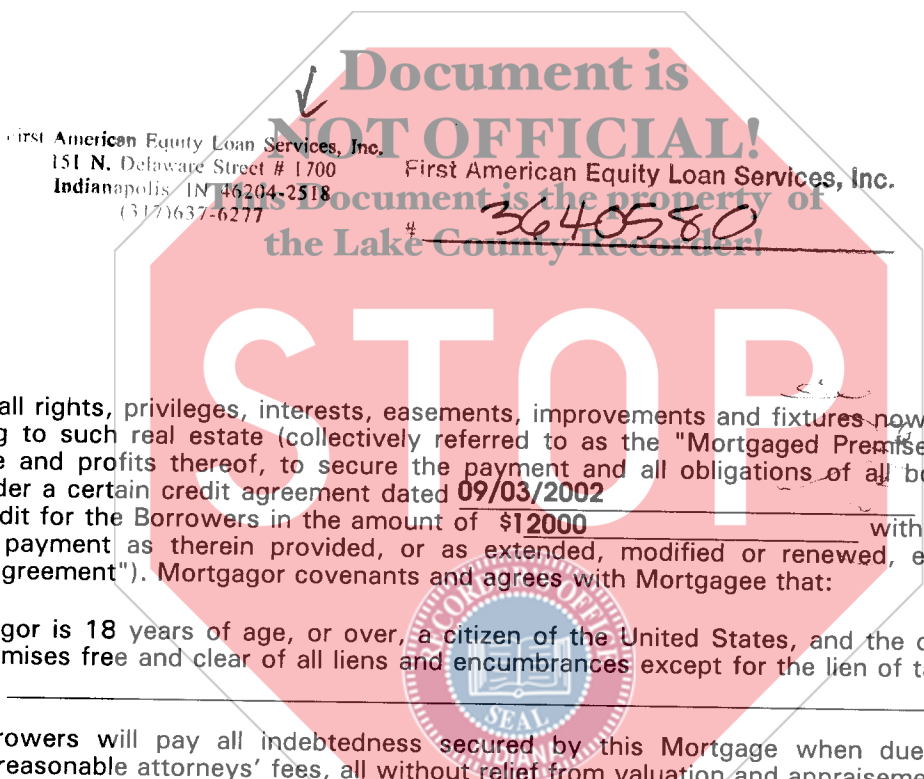 Document is
NOT OFFICIAL!
This Document is the property of
the Lake County Recorder!
STOP
irst American Equity Loan Services, Inc.
151 N. Delaware Street # 1700
Indianapolis IN 46204-2518
(317)637-6277
First American Equity Loan Services, Inc.
# 3640580
all rights, privileges, interests, easements, improvements and fixtures now
g to such real estate (collectively referred to as the "Mortgaged Premise
e and profits thereof, to secure the payment and all obligations of all bo
der a certain credit agreement dated 09/03/2002
dit for the Borrowers in the amount of $12000 with
payment as therein provided, or as extended, modified or renewed, e
greement"). Mortgagor covenants and agrees with Mortgagee that:
gor is 18 years of age, or over, a citizen of the United States, and the o
mises free and clear of all liens and encumbrances except for the lien of ta
rowers will pay all indebtedness secured by this Mortgage when due
reasonable attorneys' fees, all without relief from valuation and appraisem
SEAL
INDIANA